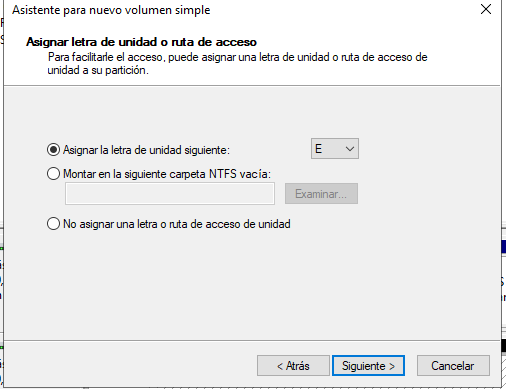 Asistente para nuevo volumen simple
Asignar letra de unidad o ruta de acceso
Para facilitarle el acceso, puede asignar una letra de unidad o ruta de acceso de
unidad a su partición.
Asignar la letra de unidad siguiente:
E
Montar en la siguiente carpeta NTFS vacía:
Examinar...
No asignar una letra o ruta de acceso de unidad
< Atrás
Siguiente >
Cancelar